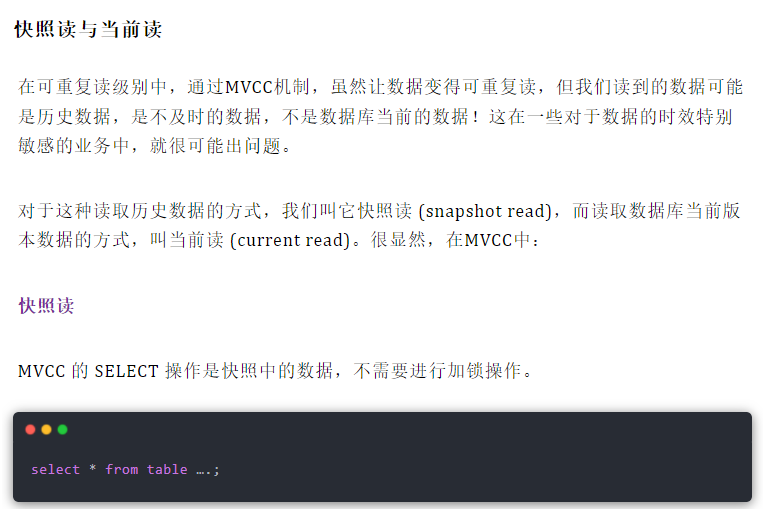 快照读与当前读
在可重复读级别中，通过MVCC机制，虽然让数据变得可重复读，但我们读到的数据可能
是历史数据，是不及时的数据，不是数据库当前的数据！这在一些对于数据的时效特别
敏感的业务中，就很可能出问题。
对于这种读取历史数据的方式，我们叫它快照读 (snapshot read)，而读取数据库当前版
本数据的方式，叫当前读 (current read)。很显然，在MVCC中：
快照读
MVCC 的 SELECT 操作是快照中的数据，不需要进行加锁操作。
select * from table ….;